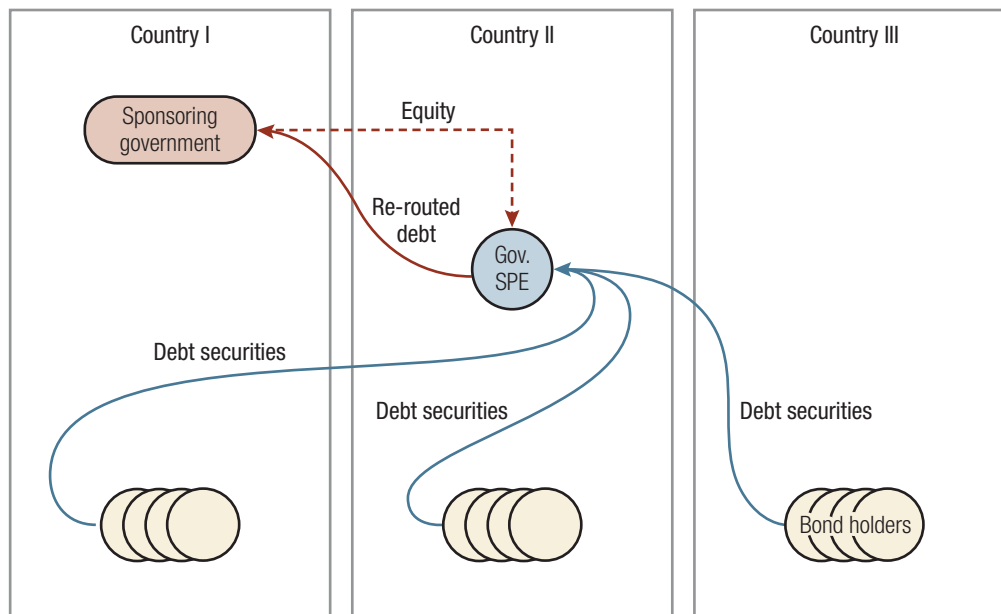 Country I
Country II
Country III
Sponsoring
government
Equity
Re-routed
debt
Gov.
SPE
Debt securities
Debt securities
Debt securities
Bond holders